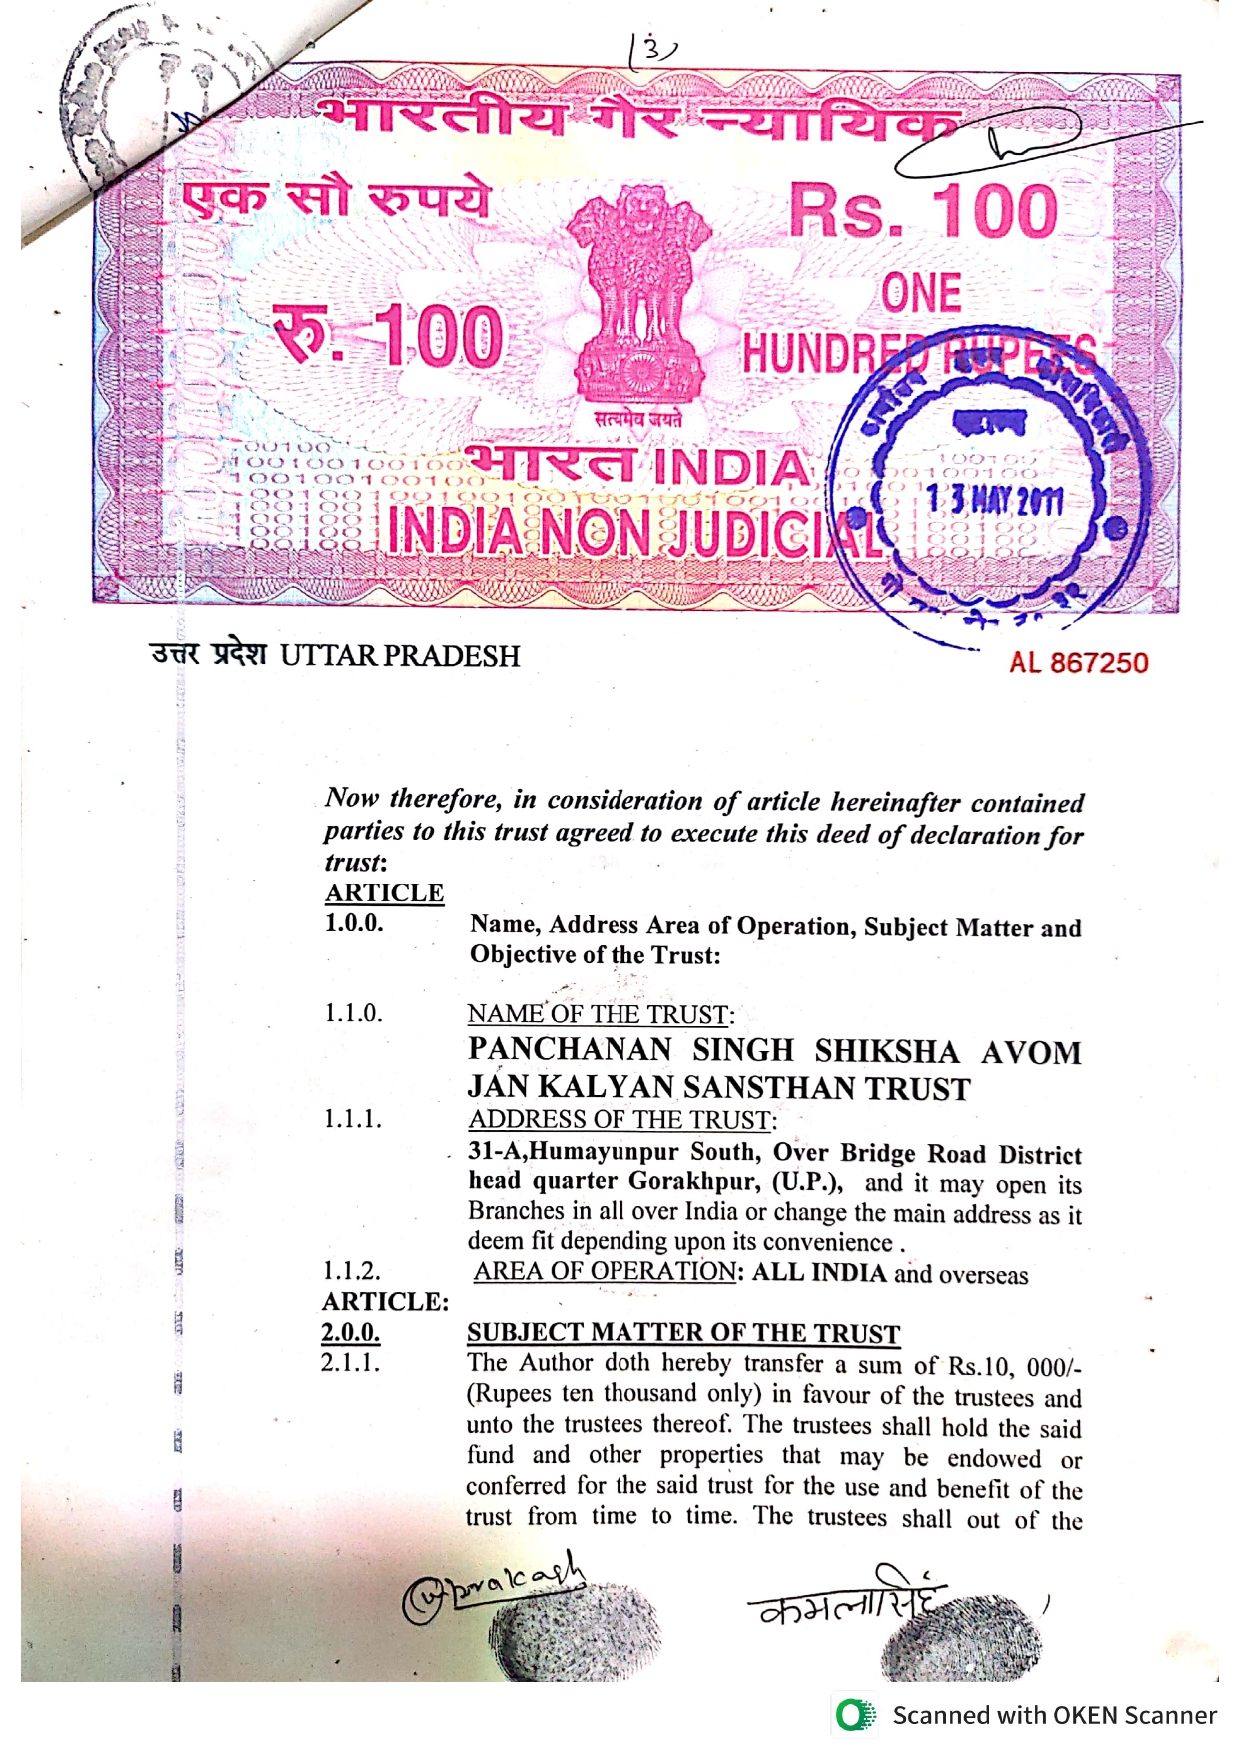 (3)
भारतीय गैर न्यायिक
एक सौ रुपये
Rs. 100
रु. 100
ONE
HUNDRED RUPEES
सत्यमेव जयते
भारत INDIA
INDIA NON JUDICIAL
13 MAY 2011
उत्तर प्रदेश UTTAR PRADESH
AL 867250
Now therefore, in consideration of article hereinafter contained
parties to this trust agreed to execute this deed of declaration for
trust:
ARTICLE
1.0.0. Name, Address Area of Operation, Subject Matter and
Objective of the Trust:
1.1.0. NAME OF THE TRUST:
PANCHANAN SINGH SHIKSHA AVOM
JAN KALYAN SANSTHAN TRUST
1.1.1. ADDRESS OF THE TRUST:
31-A,Humayunpur South, Over Bridge Road District
head quarter Gorakhpur, (U.P.), and it may open its
Branches in all over India or change the main address as it
deem fit depending upon its convenience .
1.1.2. AREA OF OPERATION: ALL INDIA and overseas
ARTICLE:
2.0.0. SUBJECT MATTER OF THE TRUST
2.1.1. The Author doth hereby transfer a sum of Rs.10, 000/-
(Rupees ten thousand only) in favour of the trustees and
unto the trustees thereof. The trustees shall hold the said
fund and other properties that may be endowed or
conferred for the said trust for the use and benefit of the
trust from time to time. The trustees shall out of the
कमलासिंह
Scanned with OKEN Scanner